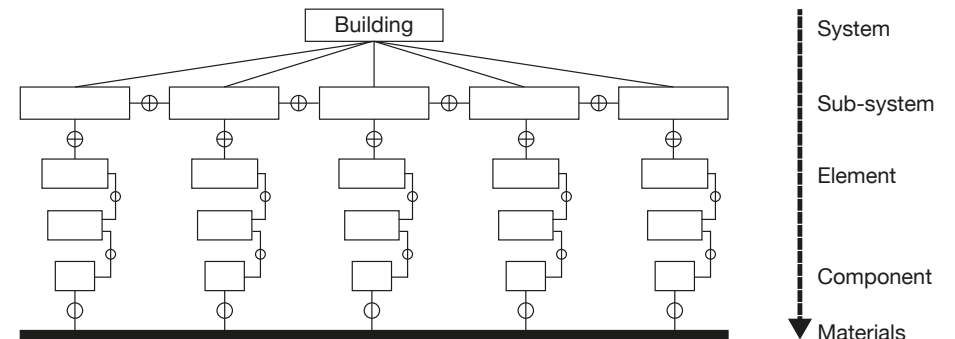 Building
System
Sub-system
Element
Component
Materials